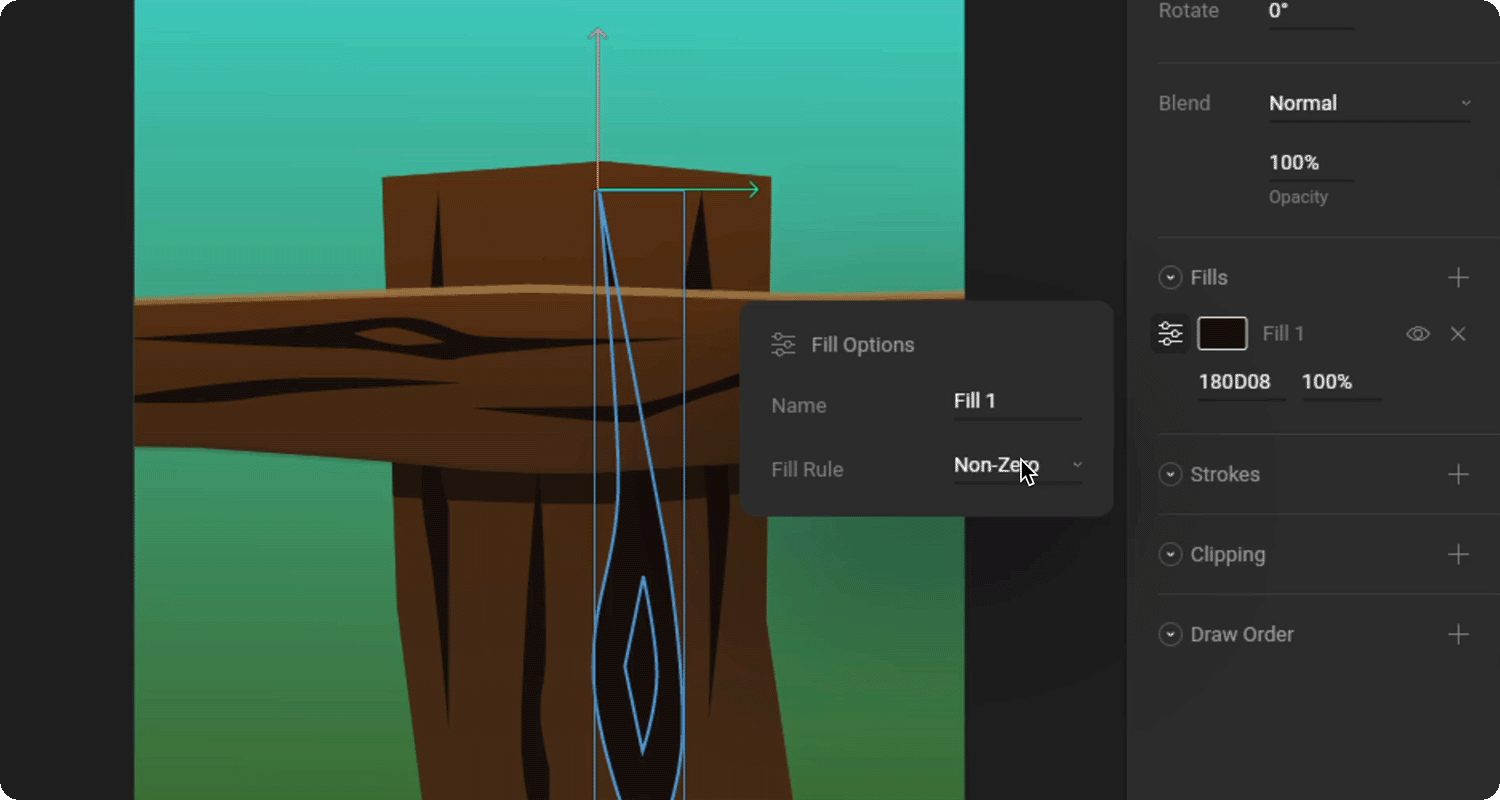 Rotate 0°
Blend Normal
100%
Opacity
Fills
Fill 1
180D08 100%
Fill Options
Name Fill 1
Fill Rule Non-Zero
Strokes
Clipping
Draw Order